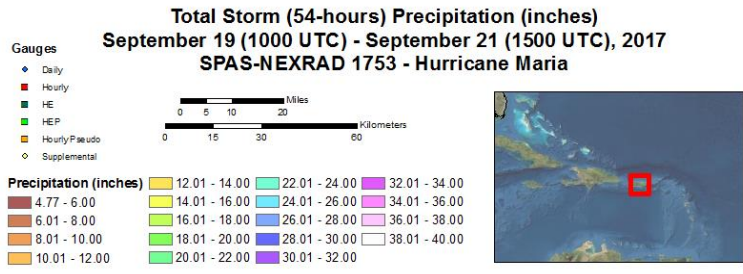 Total Storm (54-hours) Precipitation (inches)
September 19 (1000 UTC) - September 21 (1500 UTC), 2017
SPAS-NEXRAD 1753 - Hurricane Maria
Gauges
Daily
Hourly
HE
HEP
Hourly Pseudo
Supplemental
Miles
0 5 10 20
Kilometers
0 15 30 60
Precipitation (inches)
4.77 - 6.00
6.01 - 8.00
8.01 - 10.00
10.01 - 12.00
12.01 - 14.00
14.01 - 16.00
16.01 - 18.00
18.01 - 20.00
20.01 - 22.00
22.01 - 24.00
24.01 - 26.00
26.01 - 28.00
28.01 - 30.00
30.01 - 32.00
32.01 - 34.00
34.01 - 36.00
36.01 - 38.00
38.01 - 40.00